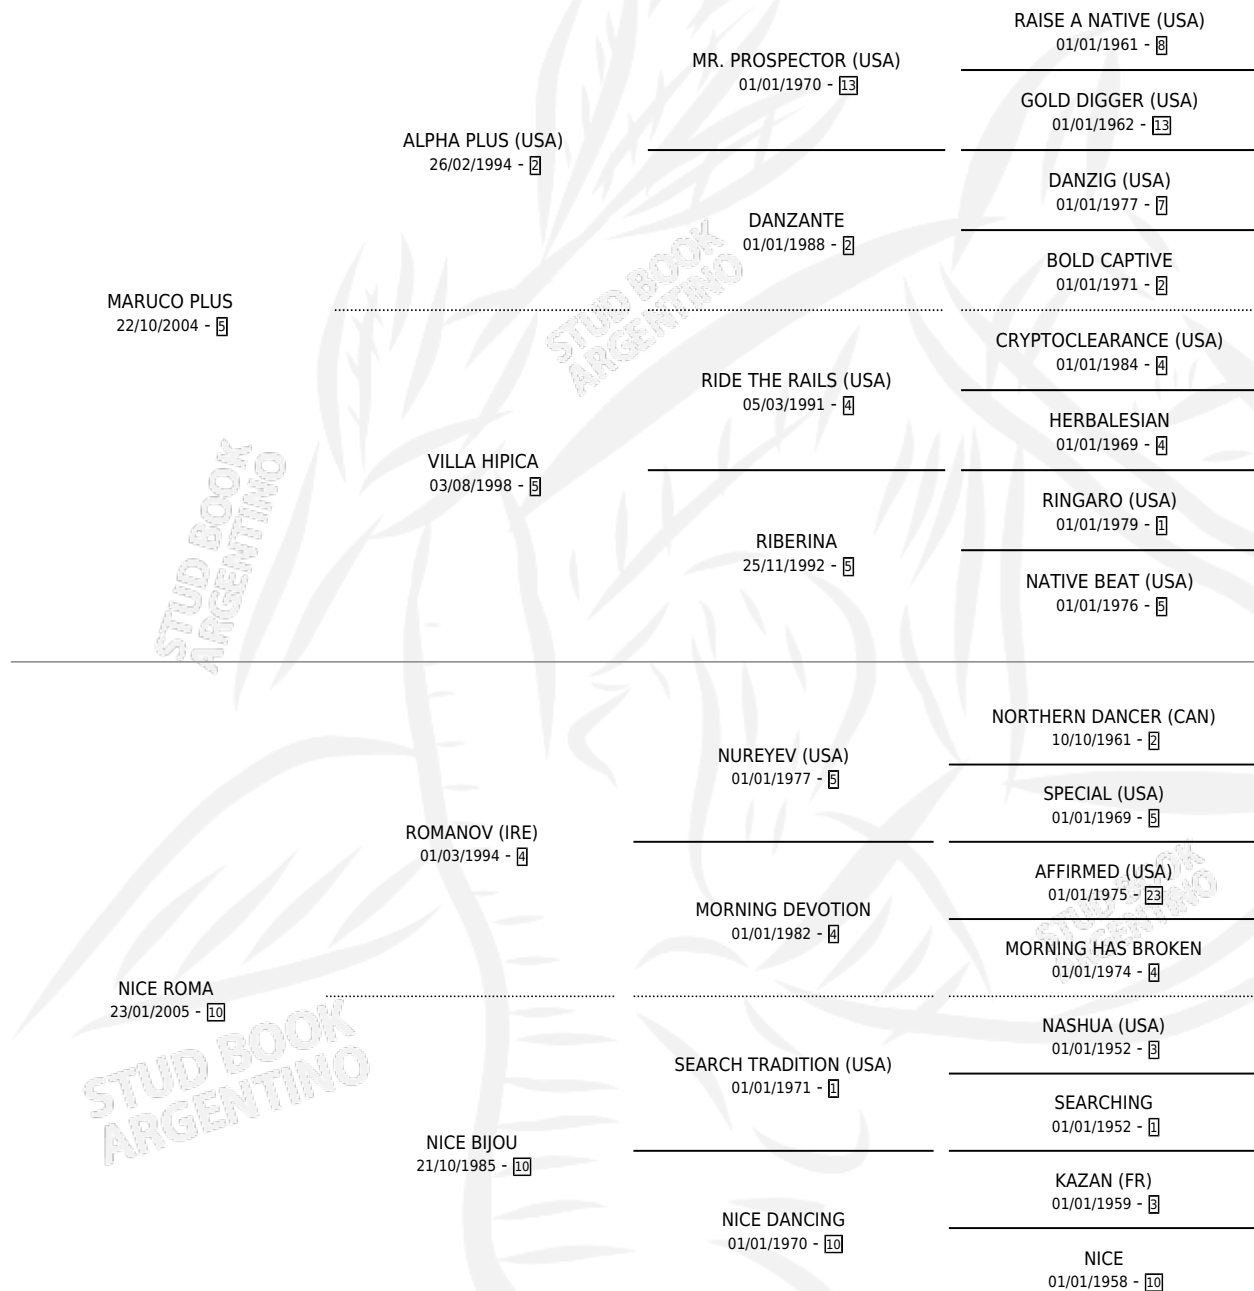 RAISE A NATIVE (USA)
01/01/1961 - 8
MR. PROSPECTOR (USA)
01/01/1970 - 13
GOLD DIGGER (USA)
01/01/1962 - 13
ALPHA PLUS (USA)
26/02/1994 - 2
DANZIG (USA)
01/01/1977 - 7
DANZANTE
01/01/1988 - 2
BOLD CAPTIVE
01/01/1971 - 2
MARUCO PLUS
22/10/2004 - 5
STUD BOOK
ARGENTINO
CRYPTOCLEARANCE (USA)
01/01/1984 - 4
RIDE THE RAILS (USA)
05/03/1991 - 4
HERBALESIAN
01/01/1969 - 4
VILLA HIPICA
03/08/1998 - 5
RINGARO (USA)
01/01/1979 - 1
RIBERINA
25/11/1992 - 5
NATIVE BEAT (USA)
01/01/1976 - 5
STUD BOOK
ARGENTINO
NORTHERN DANCER (CAN)
10/10/1961 - 2
NUREYEV (USA)
01/01/1977 - 5
SPECIAL (USA)
01/01/1969 - 5
ROMANOV (IRE)
01/03/1994 - 4
AFFIRMED (USA)
01/01/1975 - 23
MORNING DEVOTION
01/01/1982 - 4
MORNING HAS BROKEN
01/01/1974 - 4
STUD BOOK
ARGENTINO
NICE ROMA
23/01/2005 - 10
NASHUA (USA)
01/01/1952 - 3
SEARCH TRADITION (USA)
01/01/1971 - 1
SEARCHING
01/01/1952 - 1
STUD BOOK
ARGENTINO
NICE BIJOU
21/10/1985 - 10
KAZAN (FR)
01/01/1959 - 3
NICE DANCING
01/01/1970 - 10
NICE
01/01/1958 - 10